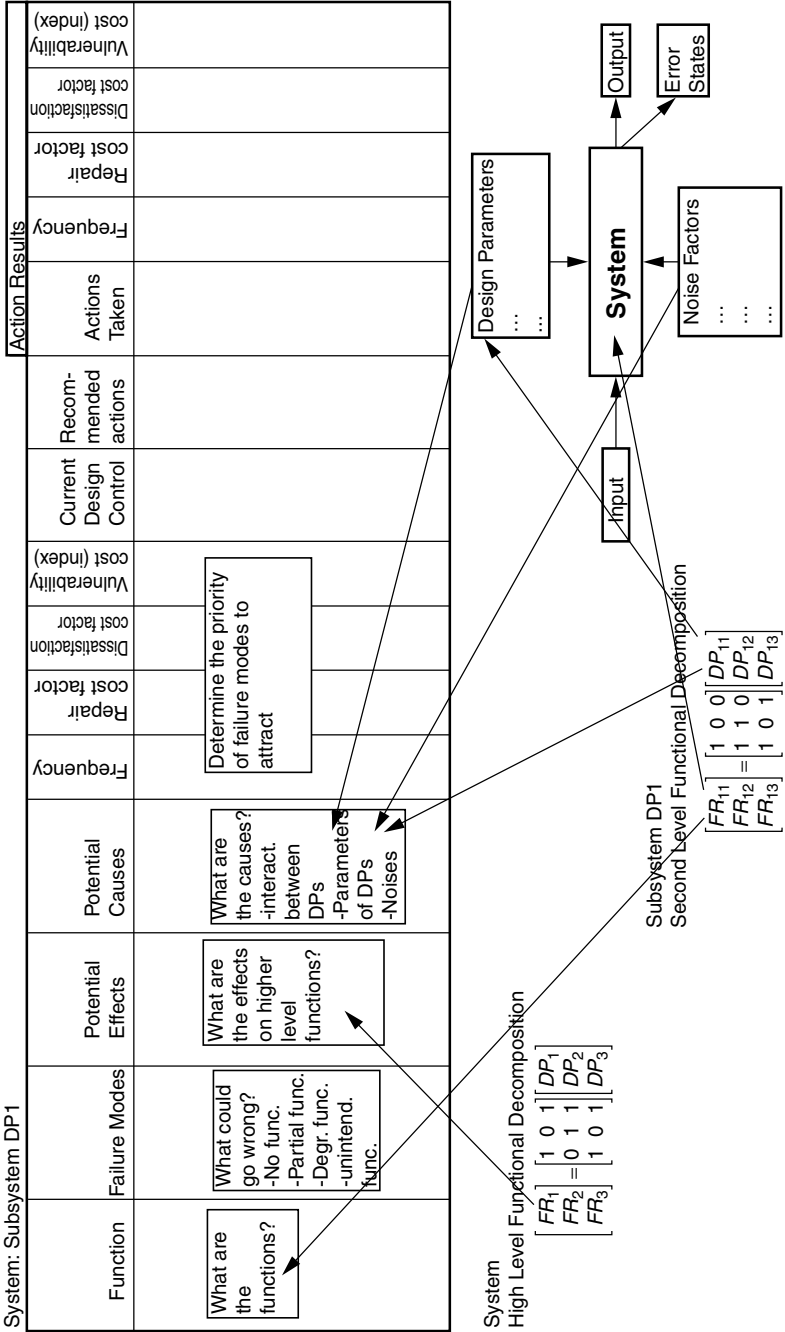 System: Subsystem DP1
Action Results
Function
Failure Modes
Potential
Effects
Potential
Causes
Frequency
Repair
cost factor
Dissatisfaction
cost factor
Vulnerability
cost (index)
Current
Design
Control
Recom-
mended
actions
Actions
Taken
Frequency
Repair
cost factor
Dissatisfaction
cost factor
Vulnerability
cost (index)
What are
the
functions?
What could
go wrong?
-No func.
-Partial func.
-Degr. func.
-unintend.
func.
What are
the effects
on higher
level
functions?
What are
the causes?
-interact.
between
DPs
-Parameters
of DPs
-Noises
Determine the priority
of failure modes to
attract
System
High Level Functional Decomposition
[FR1] [1 0 1] [DP1]
[FR2] = [0 1 1] [DP2]
[FR3] [1 0 1] [DP3]
Subsystem DP1
Second Level Functional Decomposition
[FR11] [1 0 0] [DP11]
[FR12] = [1 1 0] [DP12]
[FR13] [1 0 1] [DP13]
Design Parameters
...
...
Input
System
Output
Error
States
Noise Factors
...
...
...